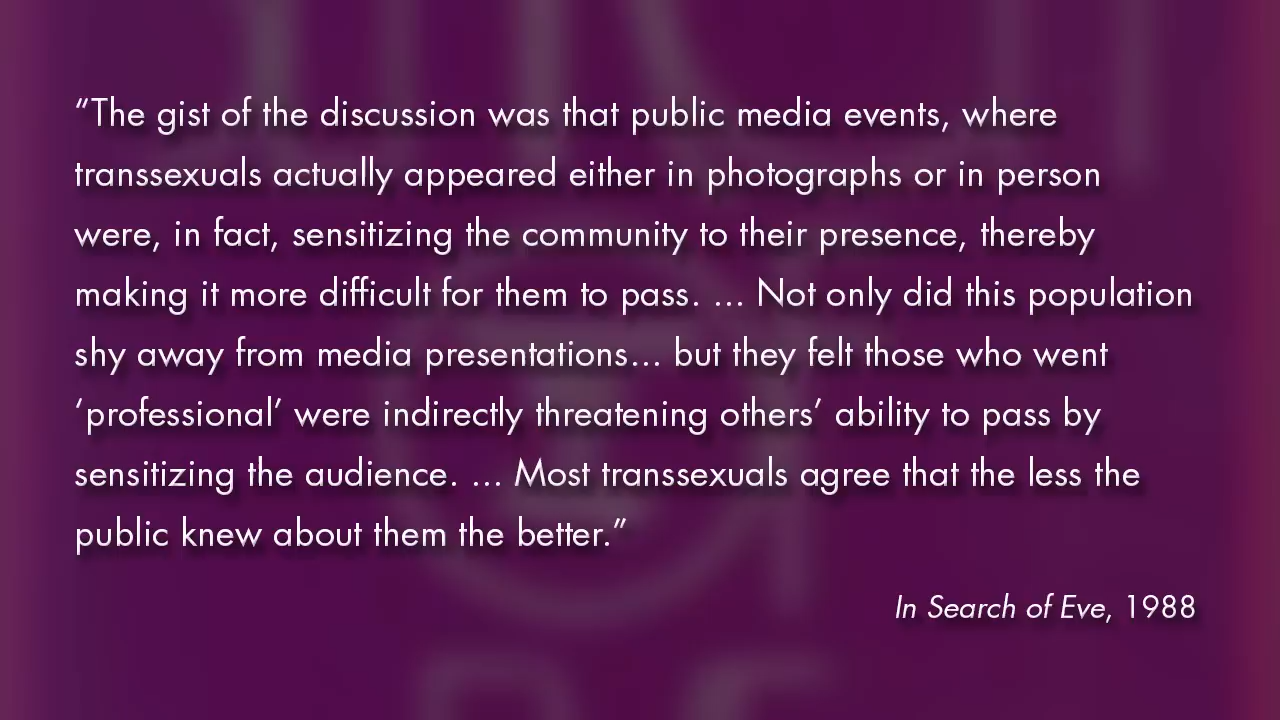 “The gist of the discussion was that public media events, where
transsexuals actually appeared either in photographs or in person
were, in fact, sensitizing the community to their presence, thereby
making it more difficult for them to pass. ... Not only did this population
shy away from media presentations... but they felt those who went
‘professional’ were indirectly threatening others’ ability to pass by
sensitizing the audience. ... Most transsexuals agree that the less the
public knew about them the better.”
In Search of Eve, 1988